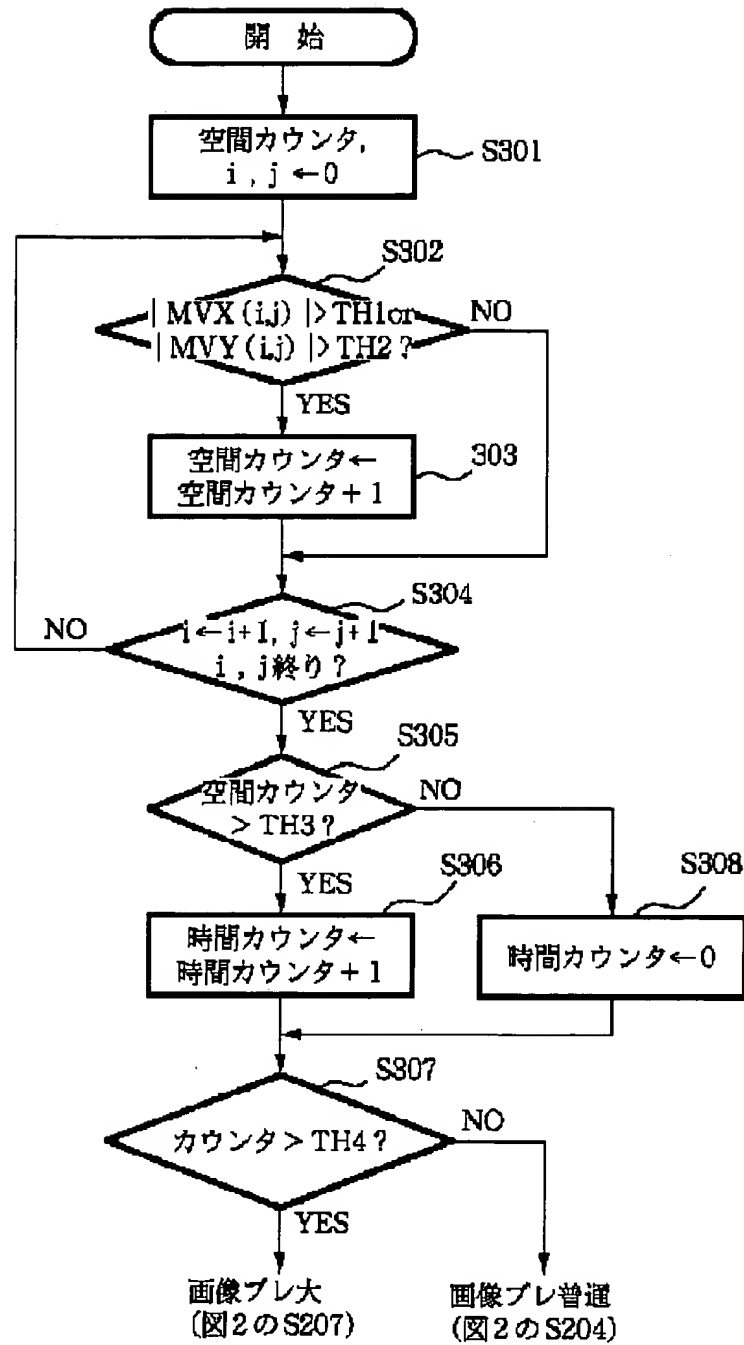 開 始
空間カウンタ,
i , j ←0
S301
S302
| MVX (i,j) |>TH1or
| MVY (i,j) |>TH2 ?
NO
YES
空間カウンタ←
空間カウンタ+1
303
S304
i←i+1, j←j+1
i , j終り?
NO
YES
S305
空間カウンタ
> TH3 ?
NO
YES
S306
時間カウンタ←
時間カウンタ+1
S308
時間カウンタ←0
S307
カウンタ> TH4 ?
NO
YES
画像ブレ大
(図2のS207)
画像ブレ普通
(図2のS204)